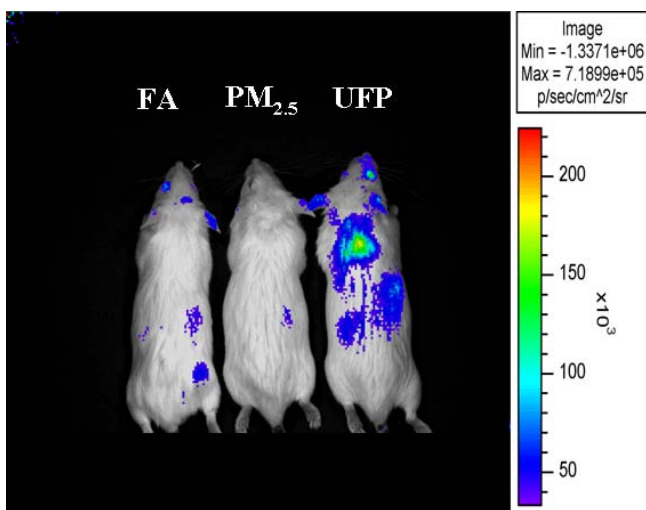 FA
PM2.5
UFP
Image
Min = -1.3371e+06
Max = 7.1899e+05
p/sec/cm^2/sr
200
150
100
50
×10³